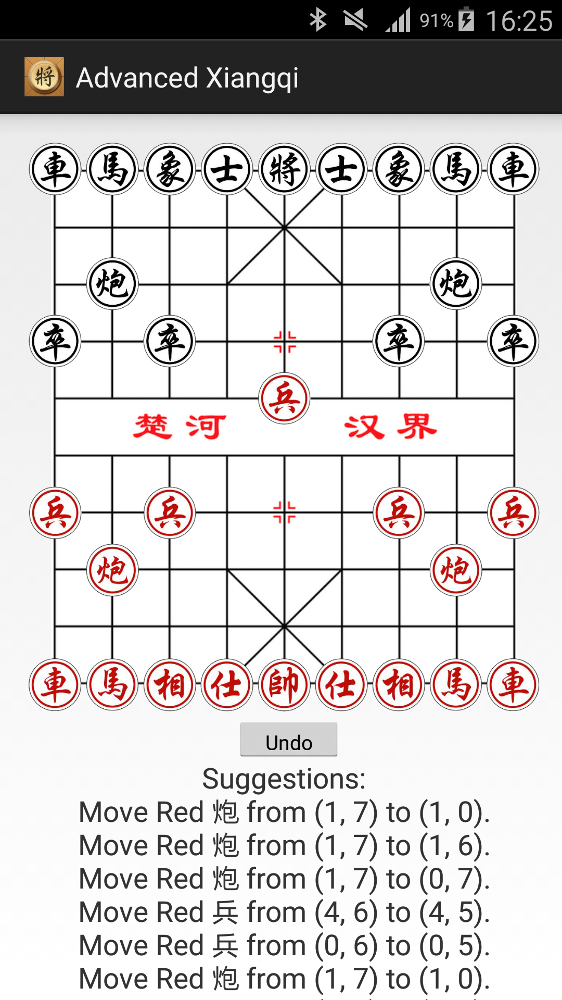 91% 16:25
將 Advanced Xiangqi
車 馬 象 士 將 士 象 馬 車
炮 炮
卒 卒 卒 卒
兵
楚 河 汉 界
兵 兵 兵 兵
炮 炮
車 馬 相 仕 帥 仕 相 馬 車
Undo
Suggestions:
Move Red 炮 from (1, 7) to (1, 0).
Move Red 炮 from (1, 7) to (1, 6).
Move Red 炮 from (1, 7) to (0, 7).
Move Red 兵 from (4, 6) to (4, 5).
Move Red 兵 from (0, 6) to (0, 5).
Move Red 炮 from (1, 7) to (1, 0).